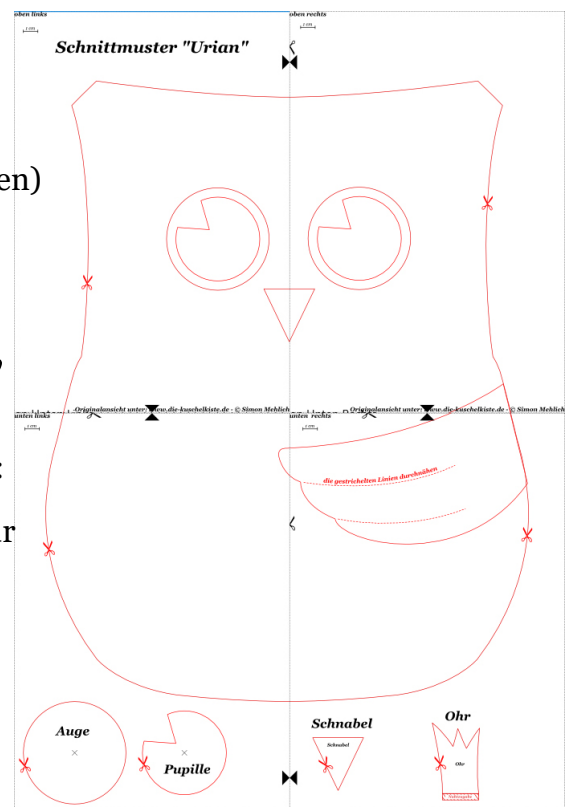 oben links
oben rechts
1 cm
1 cm
Schnittmuster "Urian"
en)
Originalansicht unter: www.die-kuschelkiste.de - © Simon Mehlich
Originalansicht unter: www.die-kuschelkiste.de - © Simon Mehlich
unten links
unten rechts
1 cm
1 cm
die gestrichelten Linien durchnähen
Auge
Pupille
Schnabel
Schnabel
Ohr
Ohr